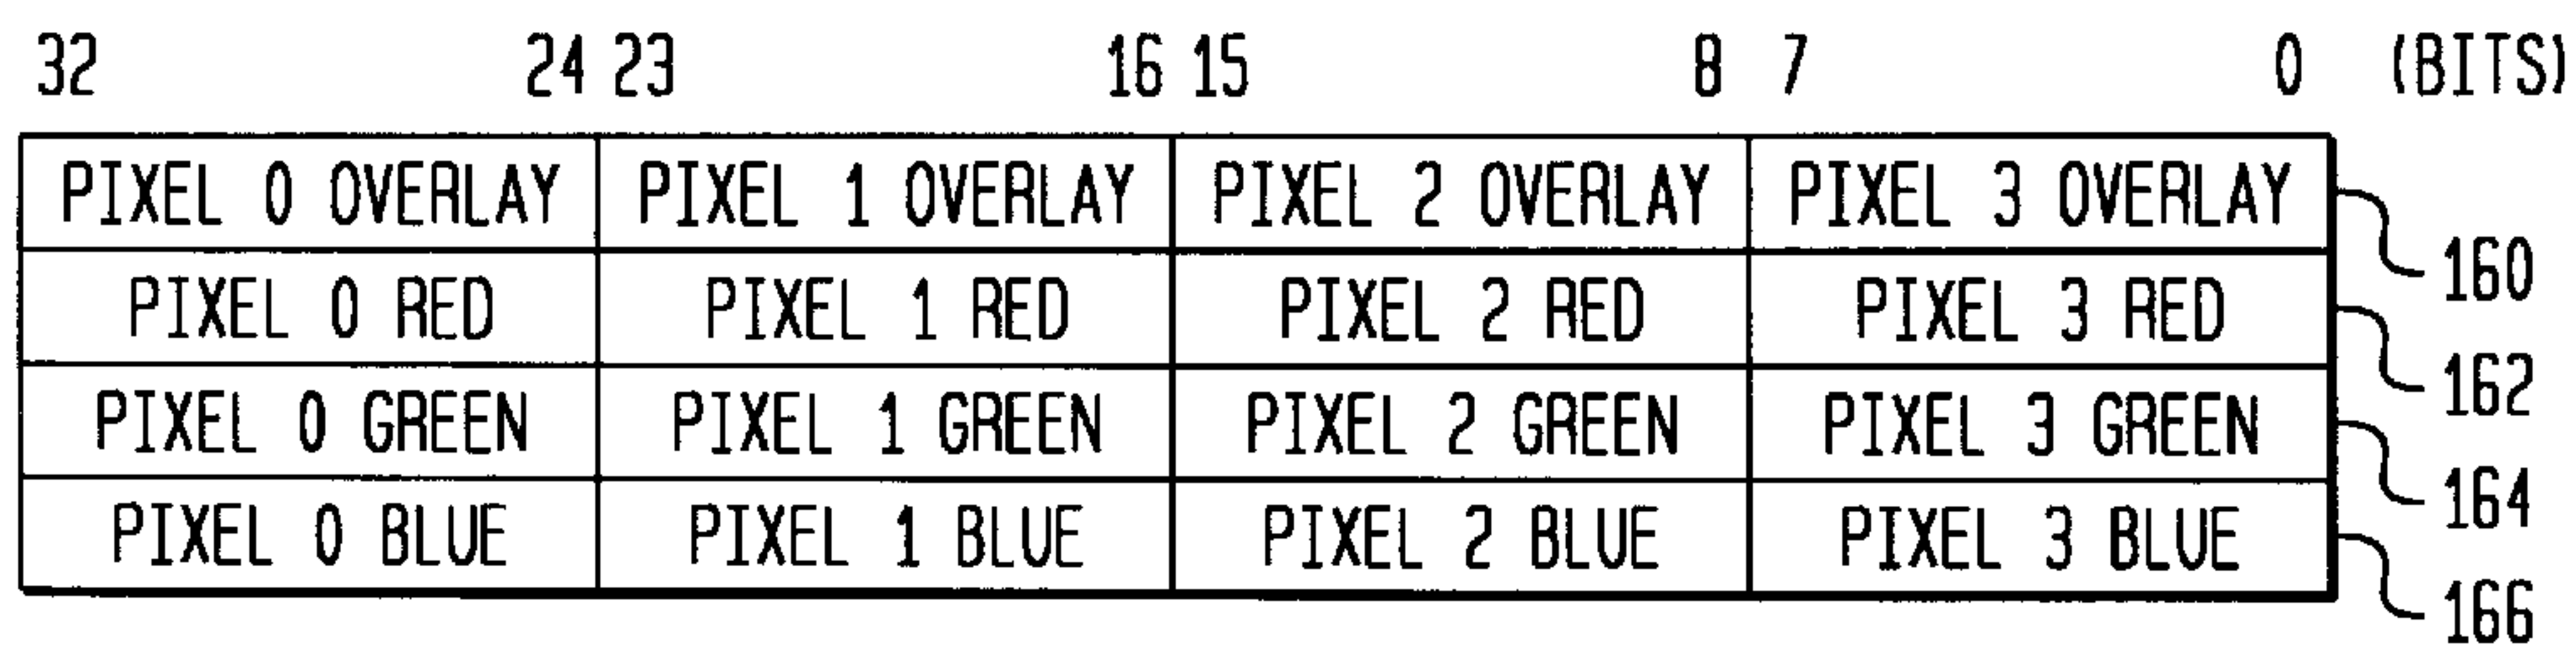 32 24 23 16 15 8 7 0 (BITS)
PIXEL 0 OVERLAY PIXEL 1 OVERLAY PIXEL 2 OVERLAY PIXEL 3 OVERLAY
160
PIXEL 0 RED PIXEL 1 RED PIXEL 2 RED PIXEL 3 RED
162
PIXEL 0 GREEN PIXEL 1 GREEN PIXEL 2 GREEN PIXEL 3 GREEN
164
PIXEL 0 BLUE PIXEL 1 BLUE PIXEL 2 BLUE PIXEL 3 BLUE
166